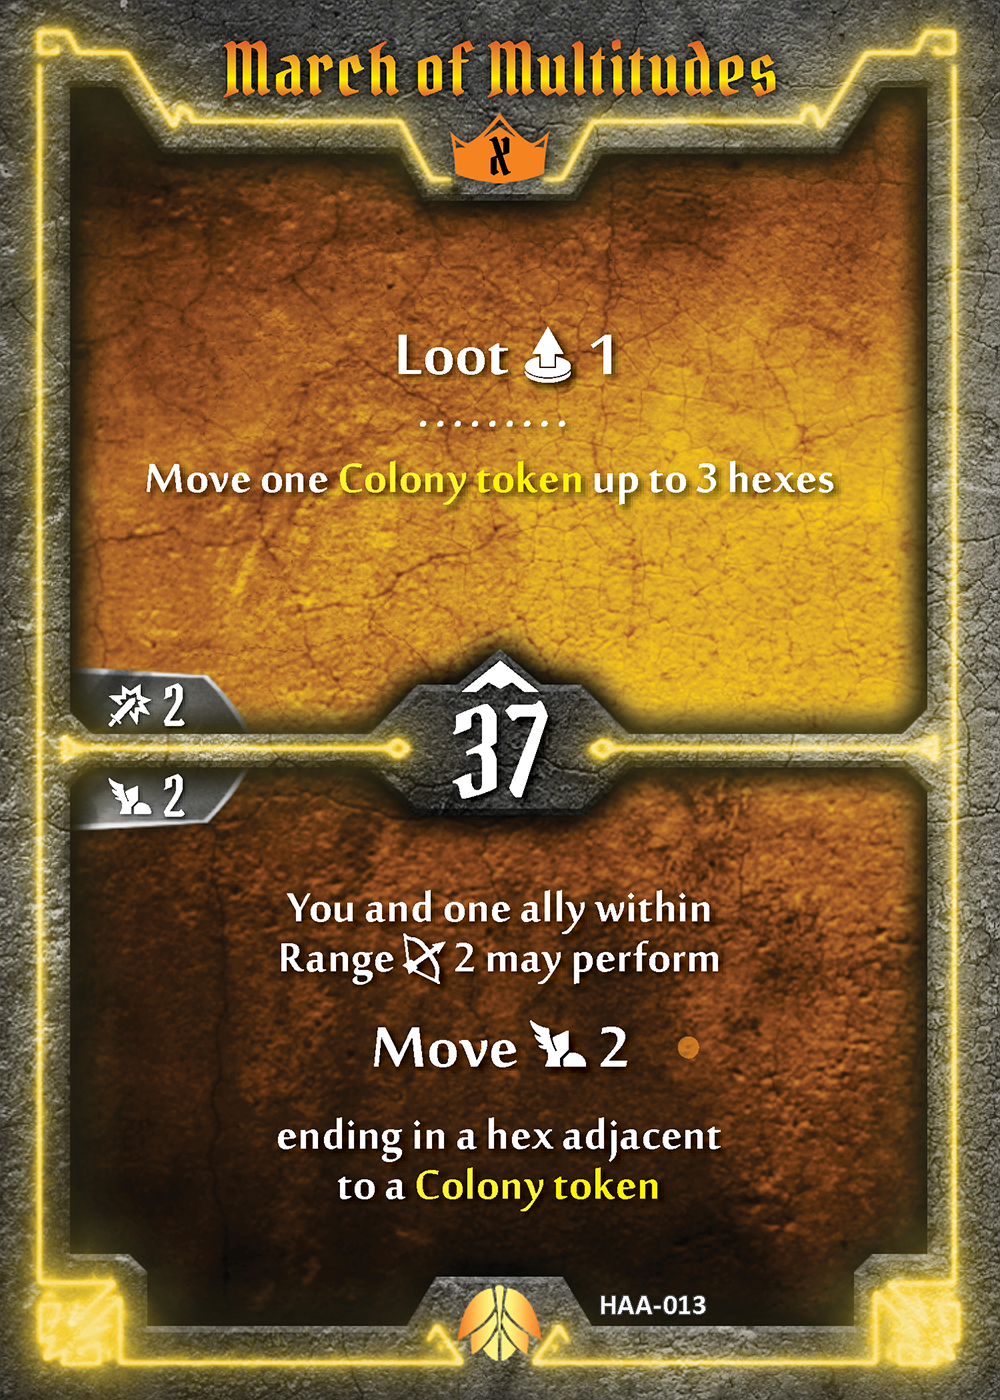 March of Multitudes
X
Loot 1
Move one Colony token up to 3 hexes
2
37
2
You and one ally within
Range 2 may perform
Move 2
ending in a hex adjacent
to a Colony token
HAA-013